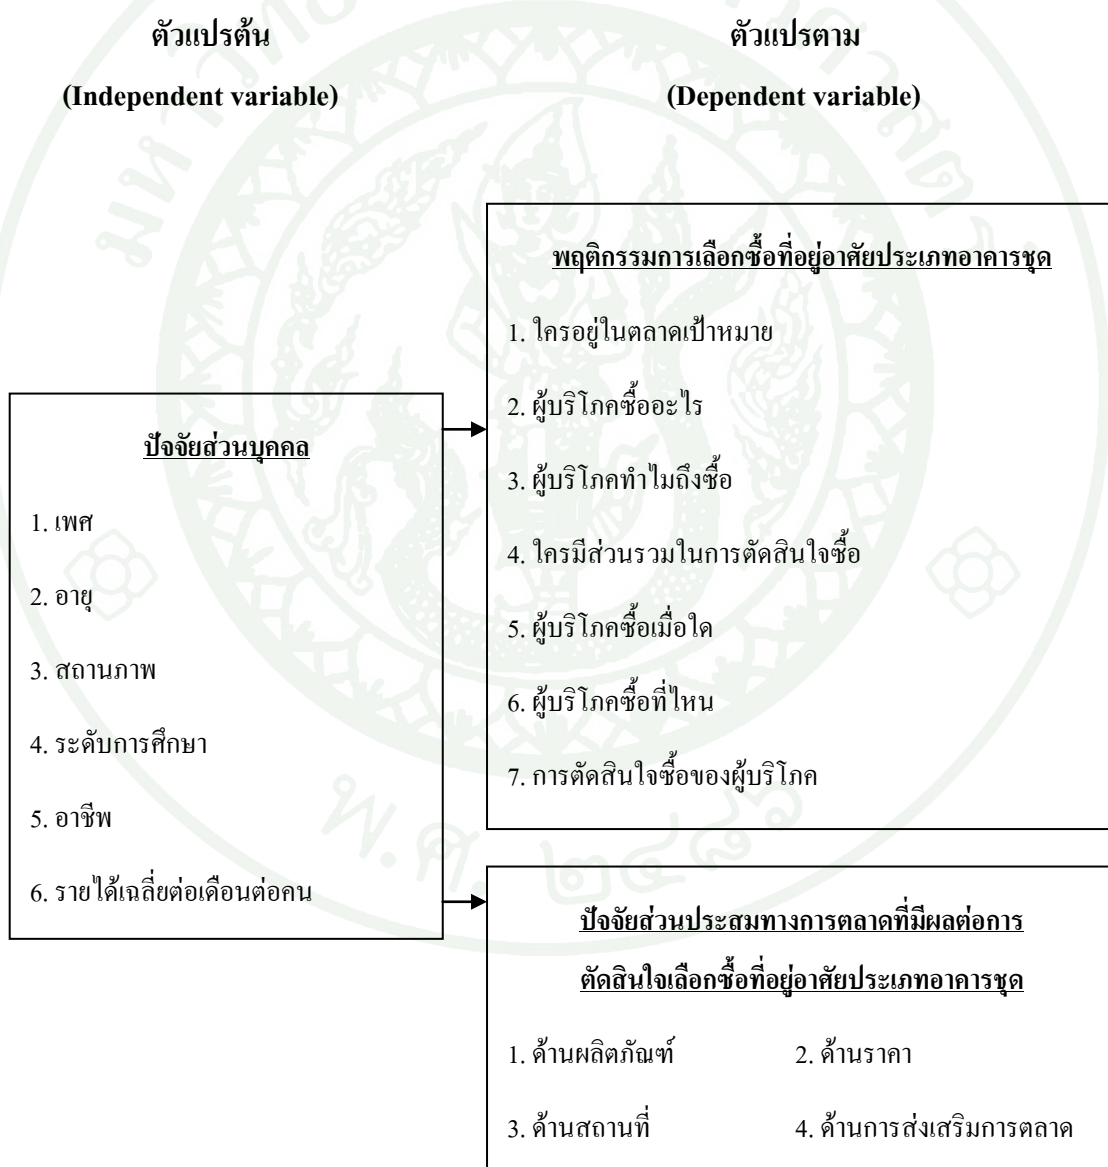 ตัวแปรต้น
(Independent variable)
ตัวแปรตาม
(Dependent variable)
ปัจจัยส่วนบุคคล
1. เพศ
2. อายุ
3. สถานภาพ
4. ระดับการศึกษา
5. อาชีพ
6. รายได้เฉลี่ยต่อเดือนต่อคน
พฤติกรรมการเลือกซื้อที่อยู่อาศัยประเภทอาคารชุด
1. ใครอยู่ในตลาดเป้าหมาย
2. ผู้บริโภคซื้ออะไร
3. ผู้บริโภคทำไมถึงซื้อ
4. ใครมีส่วนรวมในการตัดสินใจซื้อ
5. ผู้บริโภคซื้อเมื่อใด
6. ผู้บริโภคซื้อที่ไหน
7. การตัดสินใจซื้อของผู้บริโภค
ปัจจัยส่วนประสมทางการตลาดที่มีผลต่อการ
ตัดสินใจเลือกซื้อที่อยู่อาศัยประเภทอาคารชุด
1. ด้านผลิตภัณฑ์ 2. ด้านราคา
3. ด้านสถานที่ 4. ด้านการส่งเสริมการตลาด
พ.ศ. ๒๔๘๖